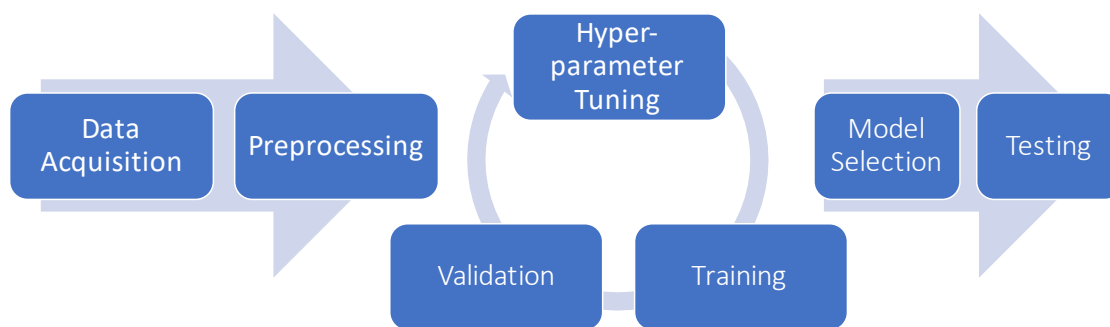 Data
Acquisition
Preprocessing
Hyper-
parameter
Tuning
Validation
Training
Model
Selection
Testing